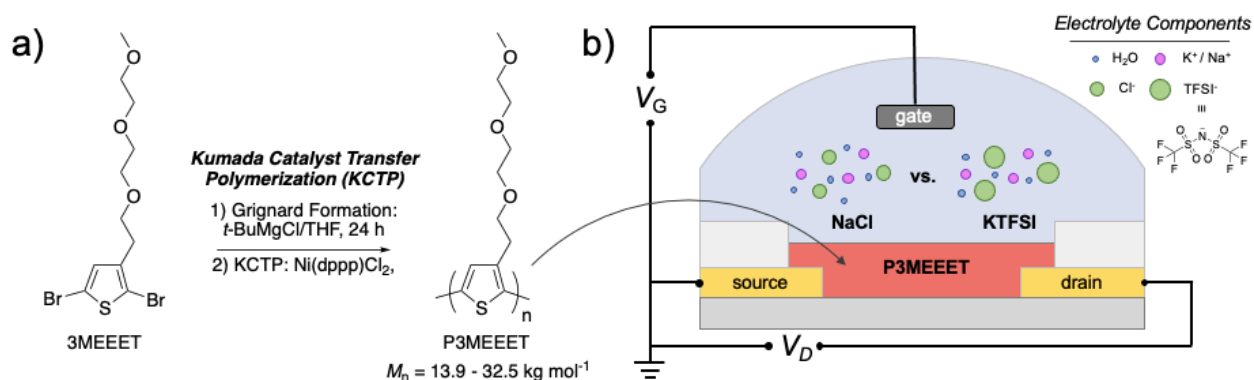 a)
O
O
O
Br
S
Br
3MEEET
Kumada Catalyst Transfer
Polymerization (KCTP)
1) Grignard Formation:
t-BuMgCl/THF, 24 h
2) KCTP: Ni(dppp)Cl₂,
O
O
O
S
n
P3MEEET
Mₙ = 13.9 - 32.5 kg mol⁻¹
b)
V_G
gate
vs.
NaCl
KTFSI
P3MEEET
source
drain
V_D
Electrolyte Components
H₂O
K⁺/ Na⁺
Cl⁻
TFSI⁻
III
O
N
O
F
S
S
F
F
O O
F
F
F